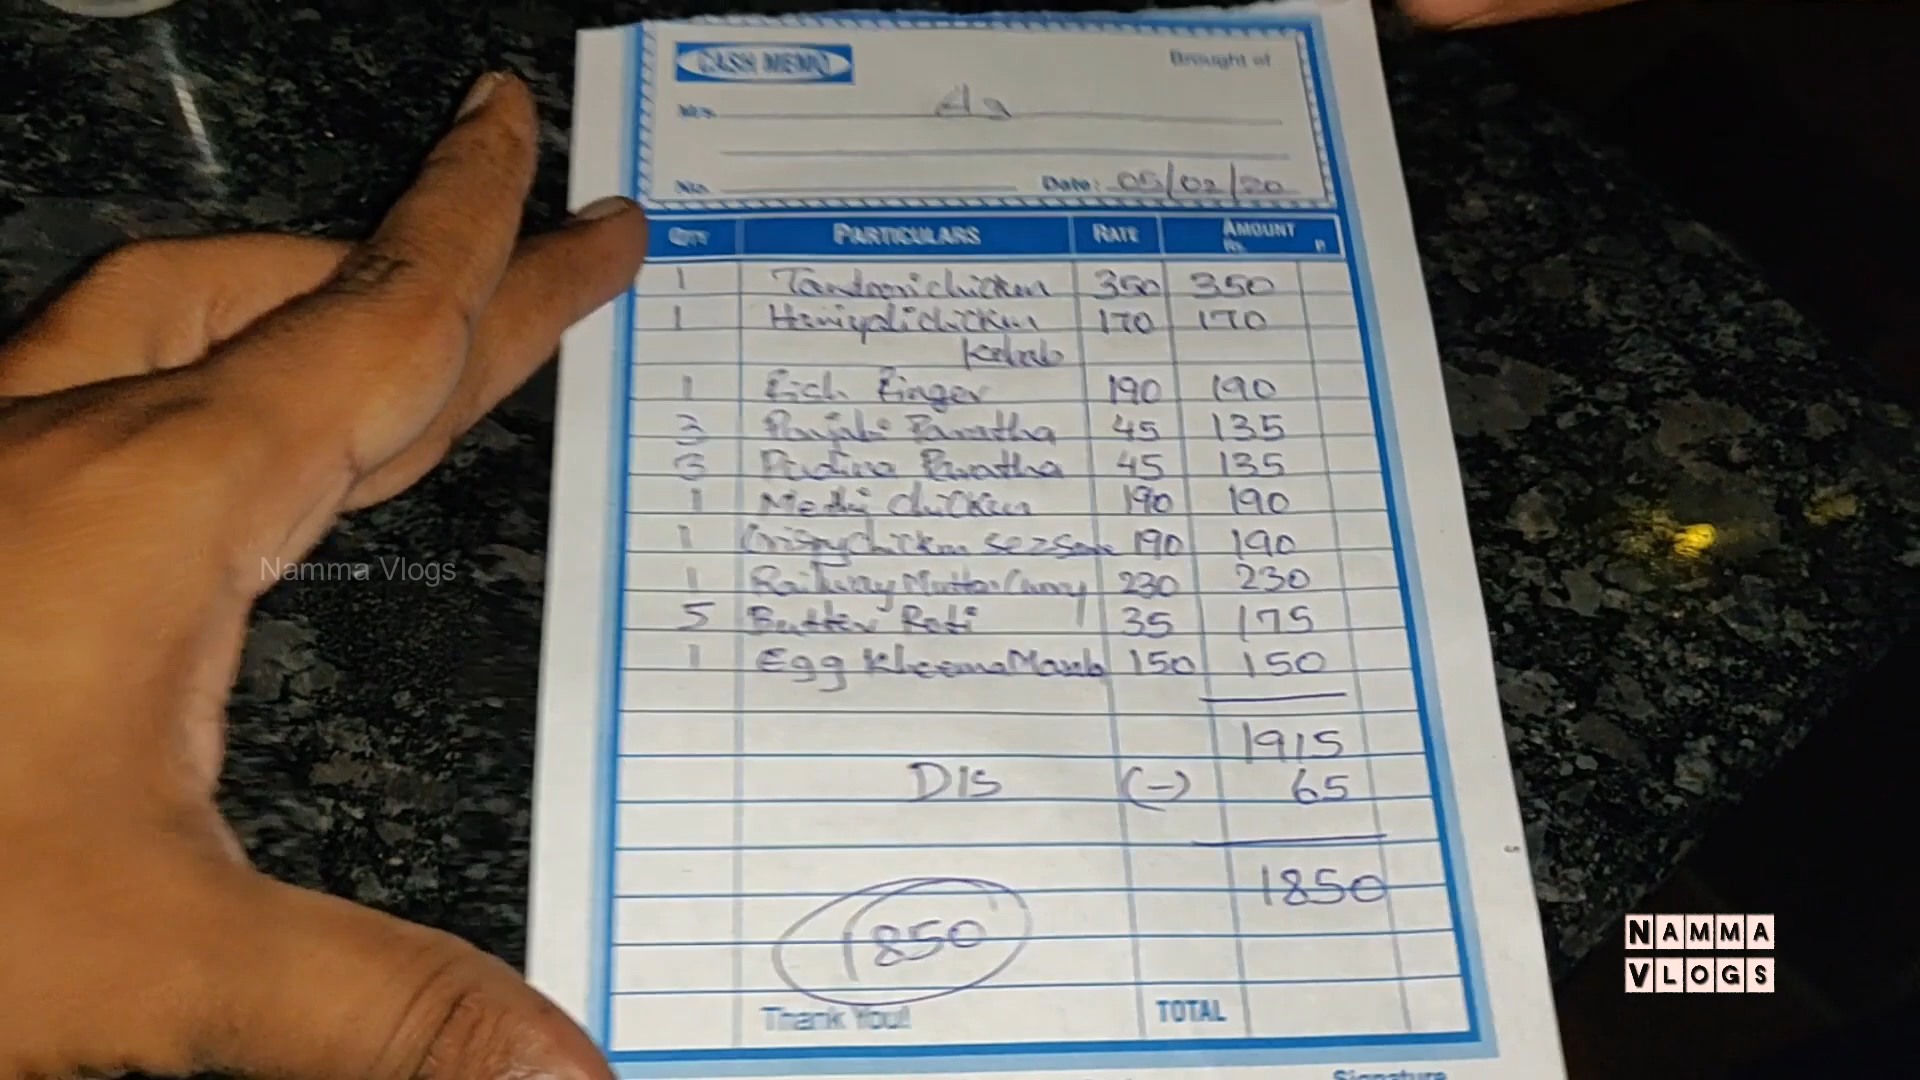 CASH MEMO
Brought of
M/s.
No. Date: 05/02/20
QTY PARTICULARS RATE AMOUNT
Rs. P.
1 Tandoori chicken 350 350
1 Hariyali chicken 170 170
Kebab
1 Fish Finger 190 190
3 Panjabi Paratha 45 135
3 Pudina Paratha 45 135
1 Methi chicken 190 190
1 Crispy chicken 190 190
1 Railway Mutton Curry 230 230
5 Butter Roti 35 175
1 Egg Kheema Masala 150 150
1915
DIS (-) 65
1850
1850
Thank You! TOTAL
Signature
Namma Vlogs
NAMMA
VLOGS